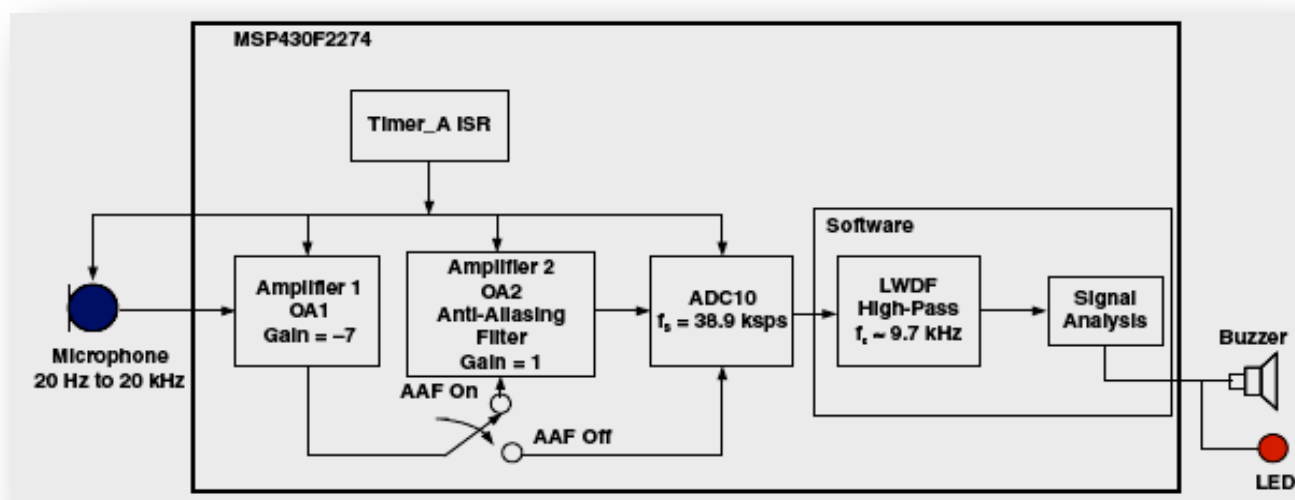 MSP430F2274
Timer_A ISR
Software
Amplifier 1
OA1
Gain = –7
Amplifier 2
OA2
Anti-Aliasing
Filter
Gain = 1
ADC10
fs = 38.9 ksps
LWDF
High-Pass
fc ~ 9.7 kHz
Signal
Analysis
Microphone
20 Hz to 20 kHz
Buzzer
AAF On
AAF Off
LED